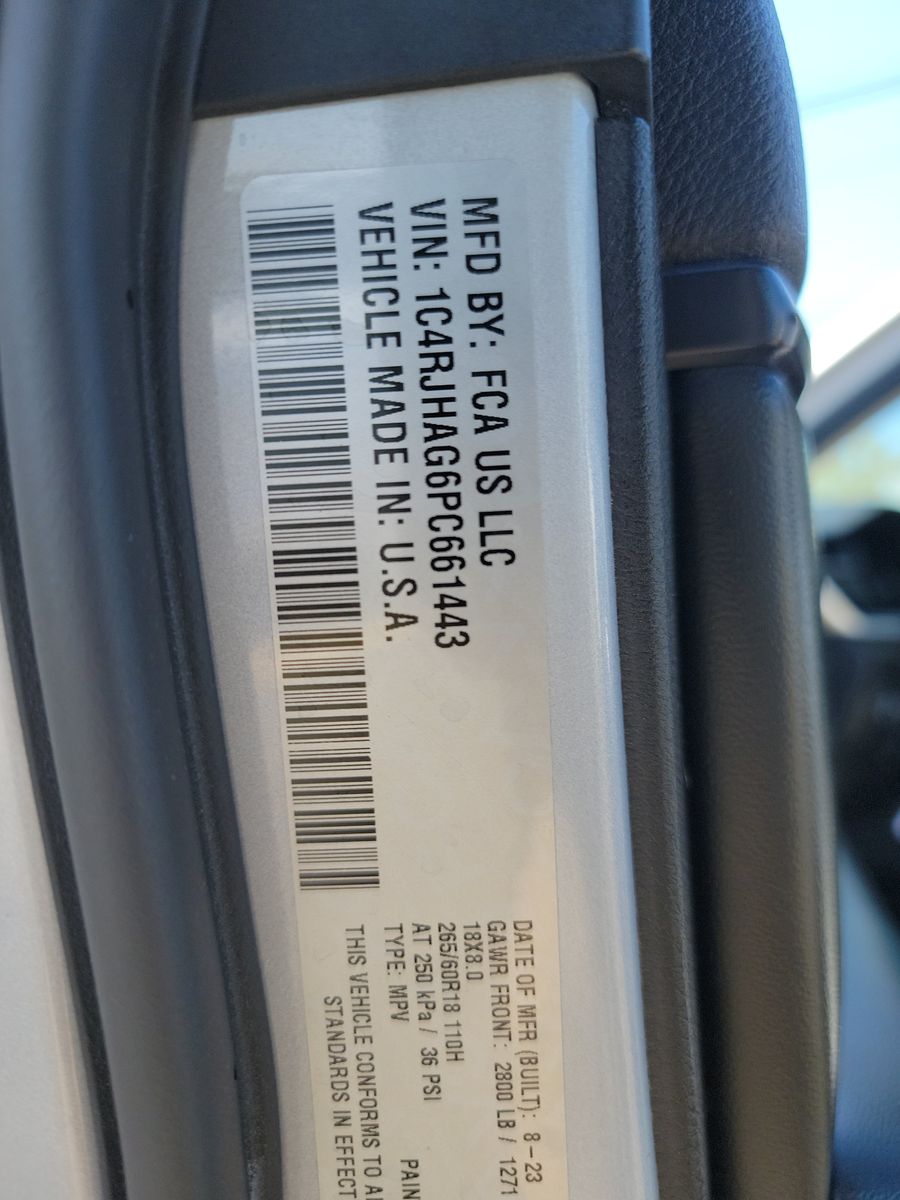 MFD BY: FCA US LLC
VIN: 1C4RJHAG6PC661443
VEHICLE MADE IN: U.S.A.
DATE OF MFR (BUILT): 8-23
GAWR FRONT: 2800 LB / 1271
18X8.0
265/60R18 110H
AT 250 kPa / 36 PSI
TYPE: MPV
THIS VEHICLE CONFORMS TO
STANDARDS IN EFFECT